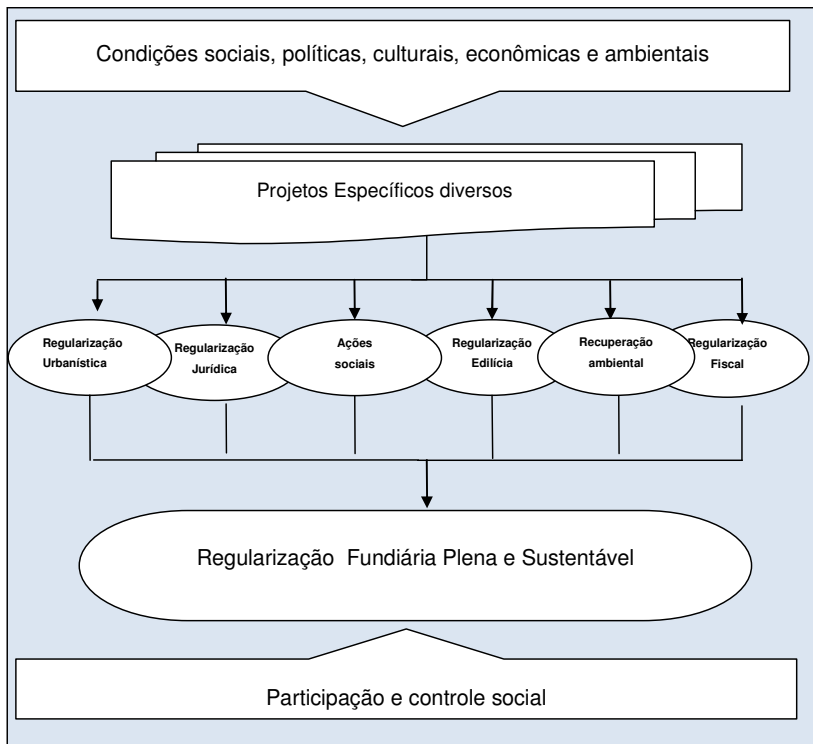 Condições sociais, políticas, culturais, econômicas e ambientais
Projetos Específicos diversos
Regularização
Urbanística
Regularização
Jurídica
Ações
sociais
Regularização
Edilícia
Recuperação
ambiental
Regularização
Fiscal
Regularização Fundiária Plena e Sustentável
Participação e controle social